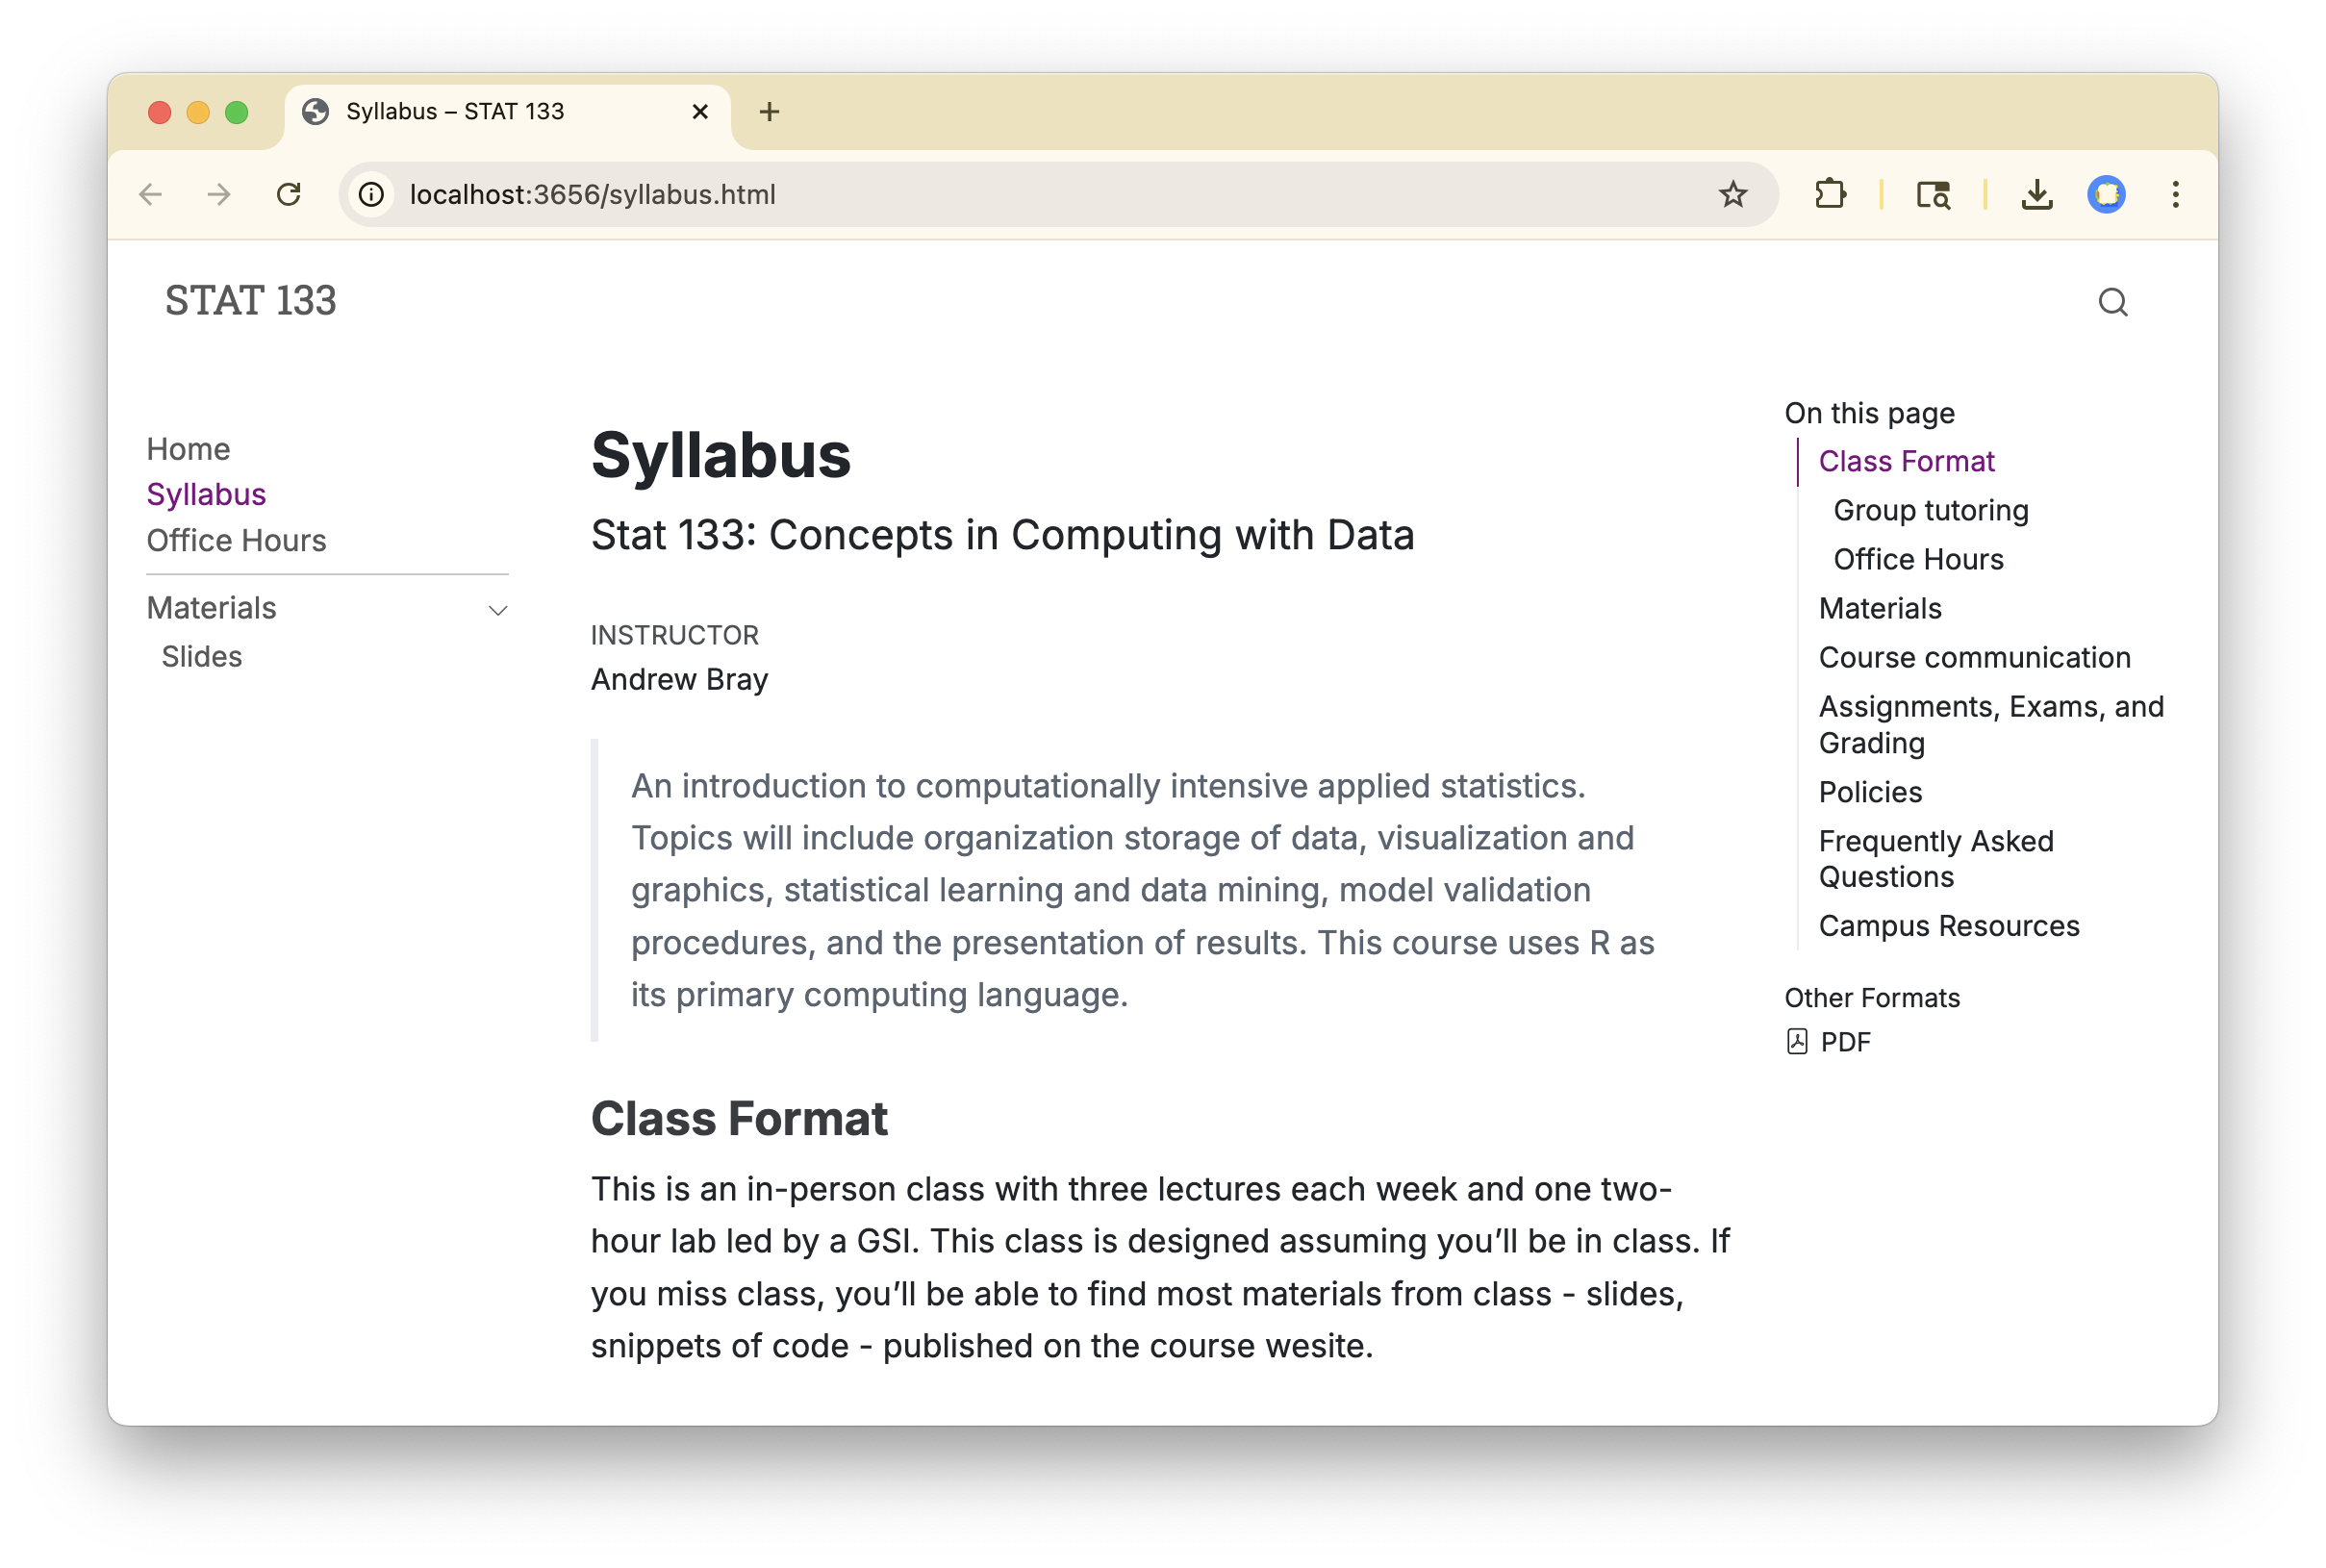 Syllabus – STAT 133
localhost:3656/syllabus.html
STAT 133
Home
Syllabus
Office Hours
Materials
Slides
Syllabus
Stat 133: Concepts in Computing with Data
INSTRUCTOR
Andrew Bray
An introduction to computationally intensive applied statistics.
Topics will include organization storage of data, visualization and
graphics, statistical learning and data mining, model validation
procedures, and the presentation of results. This course uses R as
its primary computing language.
Class Format
This is an in-person class with three lectures each week and one two-
hour lab led by a GSI. This class is designed assuming you’ll be in class. If
you miss class, you’ll be able to find most materials from class - slides,
snippets of code - published on the course wesite.
On this page
Class Format
Group tutoring
Office Hours
Materials
Course communication
Assignments, Exams, and
Grading
Policies
Frequently Asked
Questions
Campus Resources
Other Formats
PDF